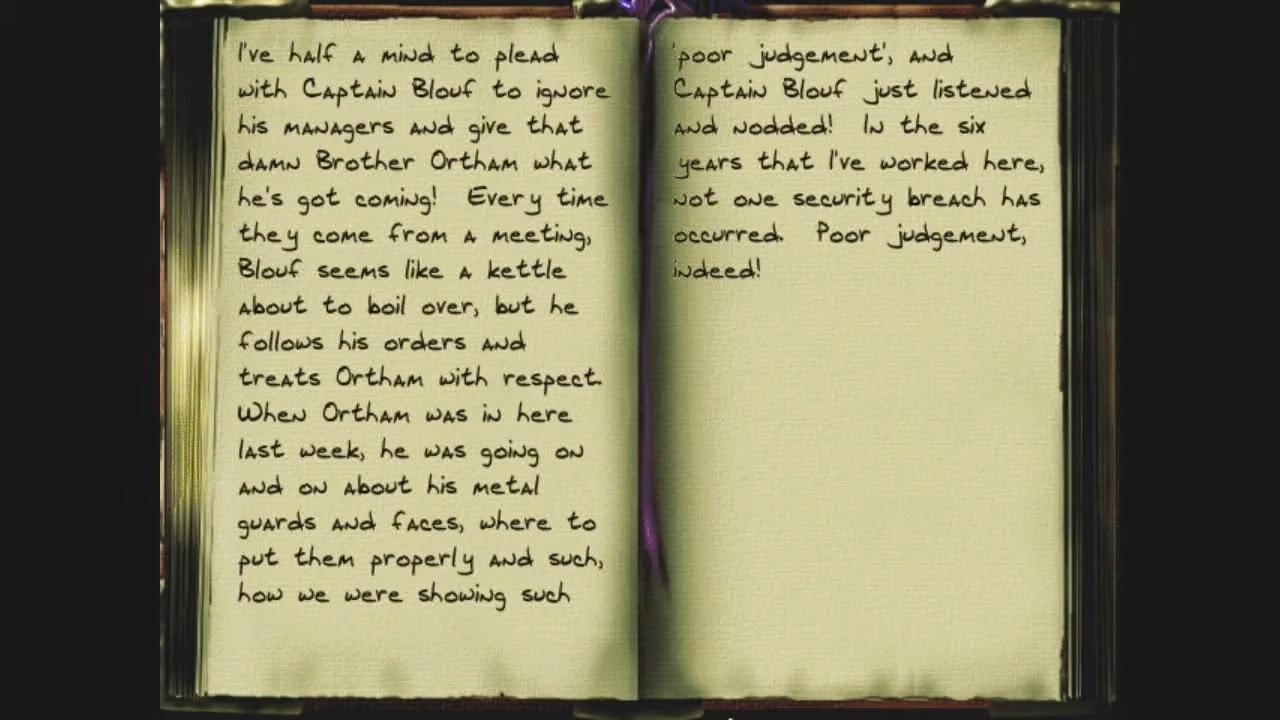 I've half a mind to plead
with Captain Blouf to ignore
his managers and give that
damn Brother Ortham what
he's got coming!  Every time
they come from a meeting,
Blouf seems like a kettle
about to boil over, but he
follows his orders and
treats Ortham with respect.
When Ortham was in here
last week, he was going on
and on about his metal
guards and faces, where to
put them properly and such,
how we were showing such
'poor judgement', and
Captain Blouf just listened
and nodded!  In the six
years that I've worked here,
not one security breach has
occurred.  Poor judgement,
indeed!